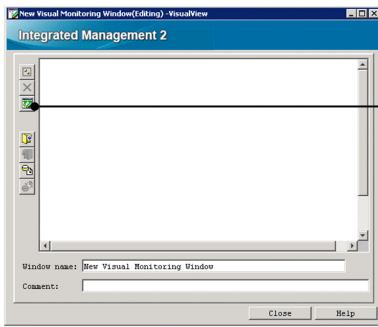 New Visual Monitoring Window(Editing) -VisualView
Integrated Management 2
Window name: New Visual Monitoring Window
Comment:
Close Help